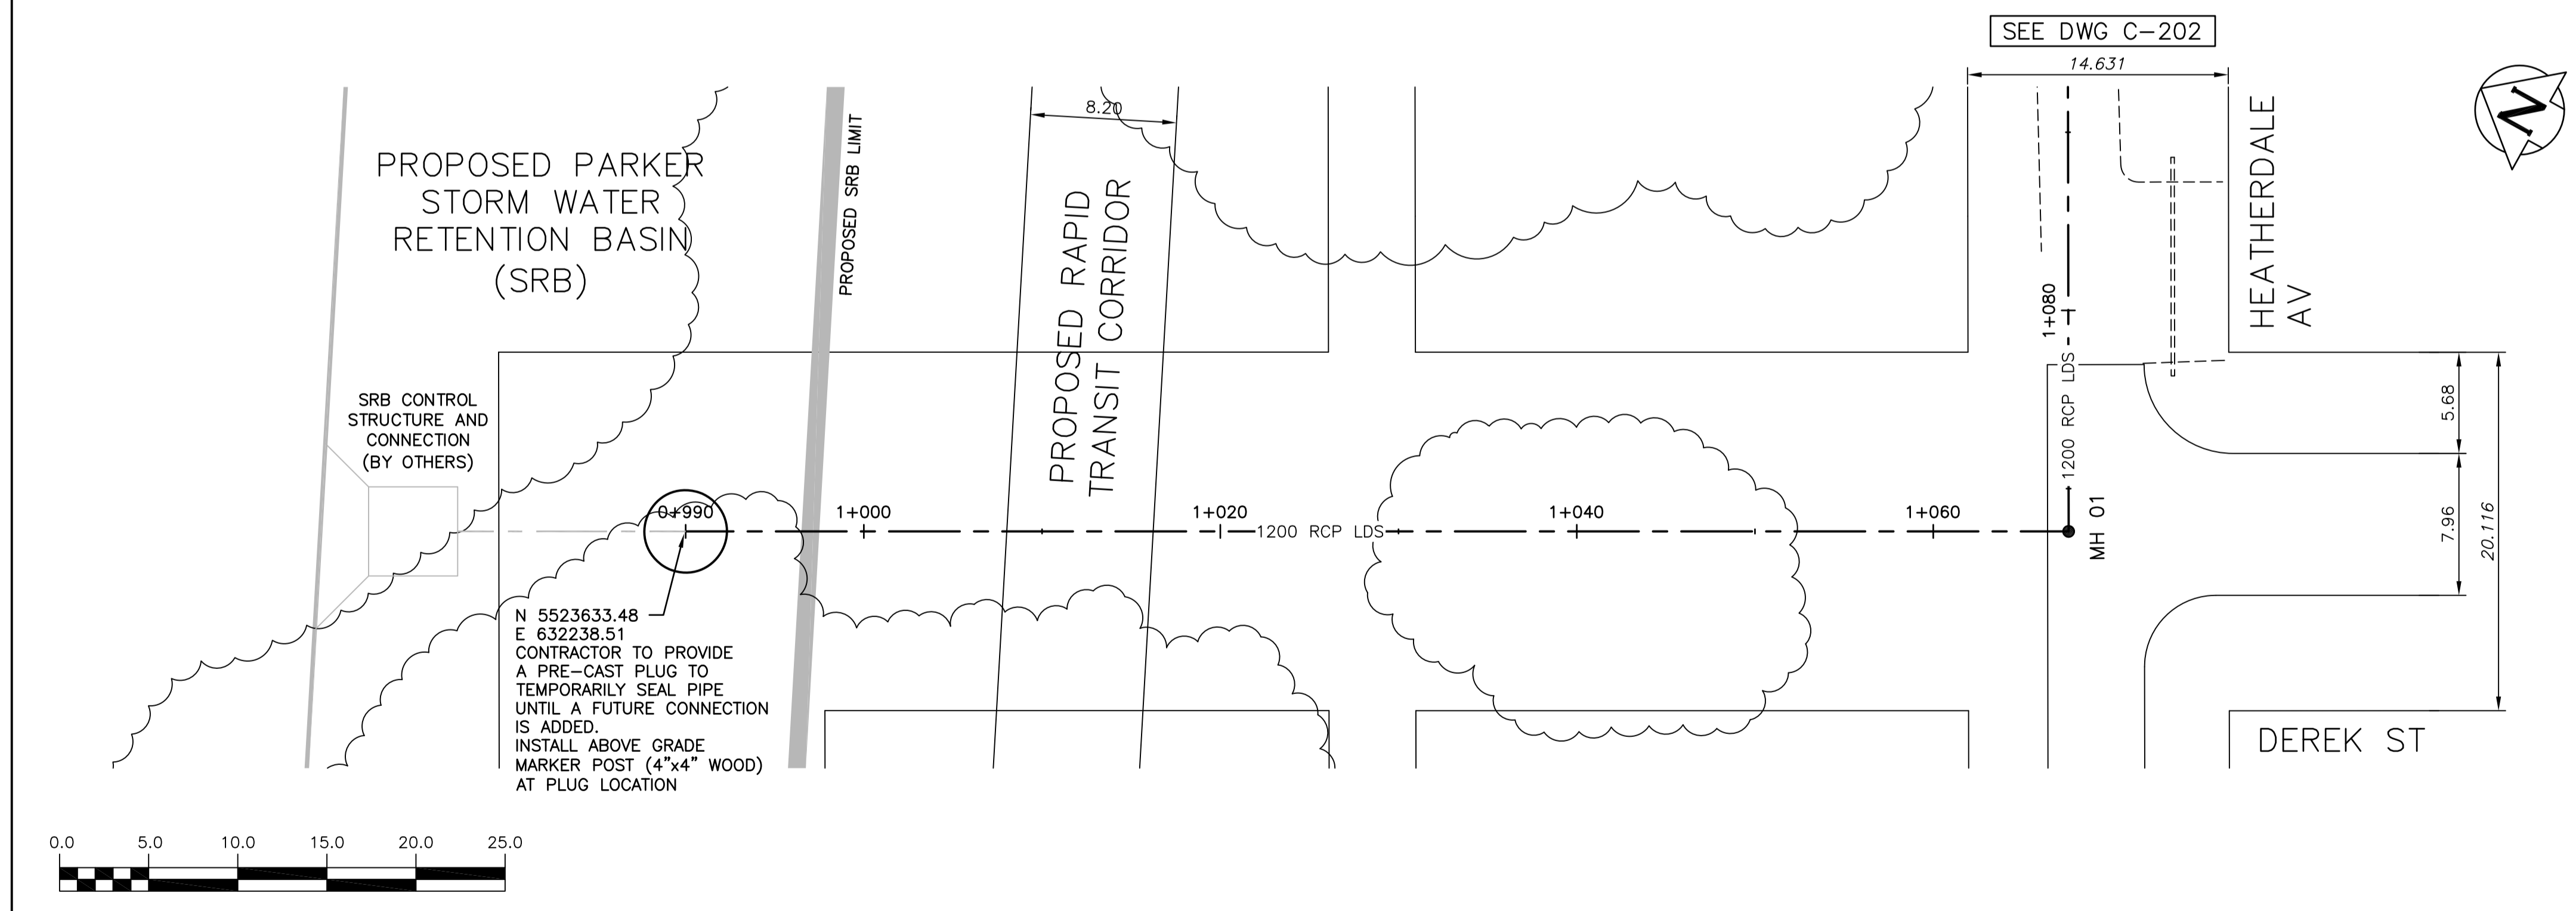 SEE DWG C-202
14.631
N
8.20
PROPOSED SRB LIMIT
PROPOSED PARKER
STORM WATER
RETENTION BASIN
(SRB)
PROPOSED RAPID
TRANSIT CORRIDOR
HEATHERDALE
AV
1+080
1200 RCP LDS
SRB CONTROL
STRUCTURE AND
CONNECTION
(BY OTHERS)
5.68
7.96
20.116
0+990
1+000
1+020
1200 RCP LDS
1+040
1+060
MH 01
N 5523633.48
E 632238.51
CONTRACTOR TO PROVIDE
A PRE-CAST PLUG TO
TEMPORARILY SEAL PIPE
UNTIL A FUTURE CONNECTION
IS ADDED.
INSTALL ABOVE GRADE
MARKER POST (4"x4" WOOD)
AT PLUG LOCATION
DEREK ST
0.0 5.0 10.0 15.0 20.0 25.0